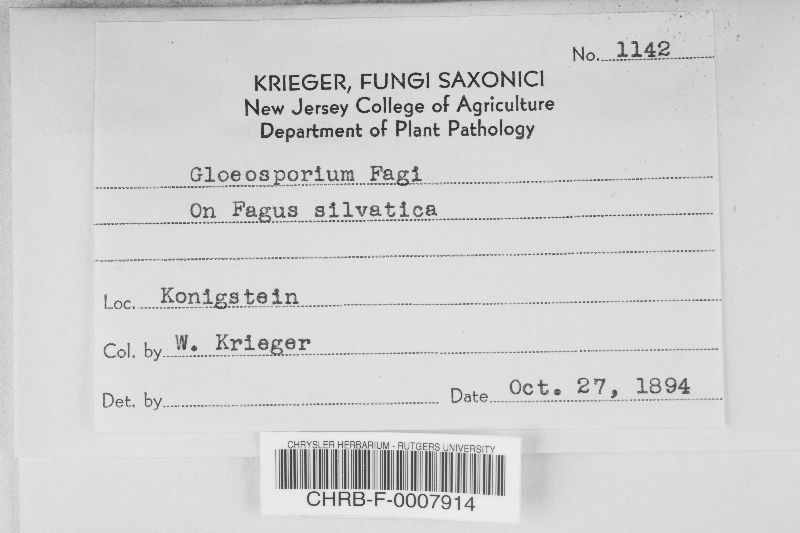 No. 1142
KRIEGER, FUNGI SAXONICI
New Jersey College of Agriculture
Department of Plant Pathology
Gloeosporium Fagi
On Fagus silvatica
Loc. Konigstein
Col. by W. Krieger
Det. by
Date Oct. 27, 1894
CHRYSLER HERBARIUM - RUTGERS UNIVERSITY
CHRB-F-0007914